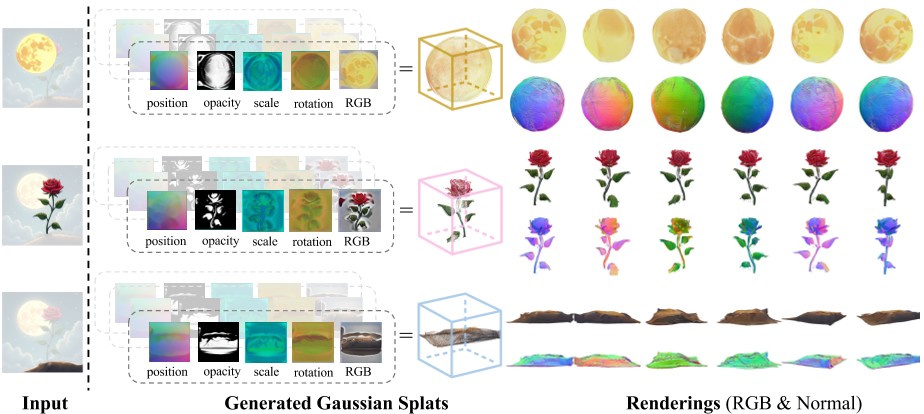 position opacity scale rotation RGB
=
position opacity scale rotation RGB
=
position opacity scale rotation RGB
=
Input Generated Gaussian Splats Renderings (RGB & Normal)